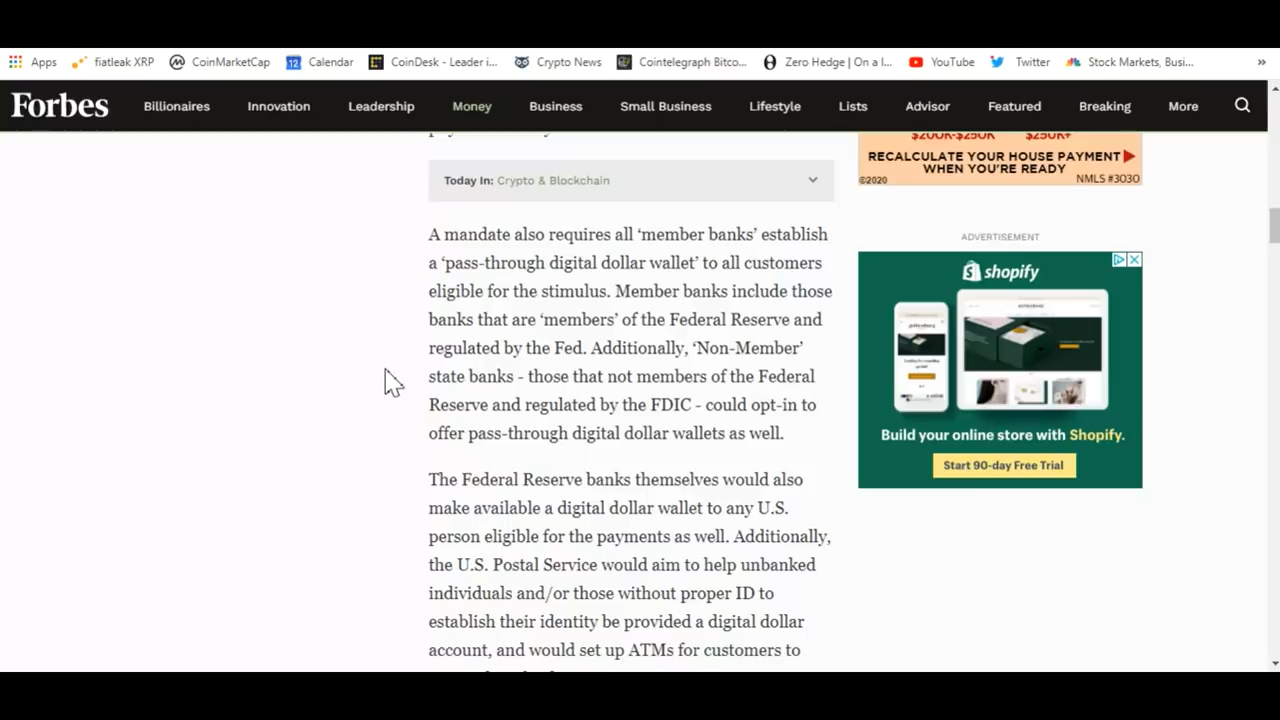 Apps fiatleak XRP CoinMarketCap 12 Calendar CoinDesk - Leader i... Crypto News Cointelegraph Bitco... Zero Hedge | On a l... YouTube Twitter Stock Markets, Busi... »
Forbes Billionaires Innovation Leadership Money Business Small Business Lifestyle Lists Advisor Featured Breaking More
Today In: Crypto & Blockchain
A mandate also requires all ‘member banks’ establish
a ‘pass-through digital dollar wallet’ to all customers
eligible for the stimulus. Member banks include those
banks that are ‘members’ of the Federal Reserve and
regulated by the Fed. Additionally, ‘Non-Member’
state banks - those that not members of the Federal
Reserve and regulated by the FDIC - could opt-in to
offer pass-through digital dollar wallets as well.
The Federal Reserve banks themselves would also
make available a digital dollar wallet to any U.S.
person eligible for the payments as well. Additionally,
the U.S. Postal Service would aim to help unbanked
individuals and/or those without proper ID to
establish their identity be provided a digital dollar
account, and would set up ATMs for customers to
$200K-$250K $250K+
RECALCULATE YOUR HOUSE PAYMENT
WHEN YOU'RE READY
©2020 NMLS #3030
ADVERTISEMENT
shopify
Build your online store with Shopify.
Start 90-day Free Trial